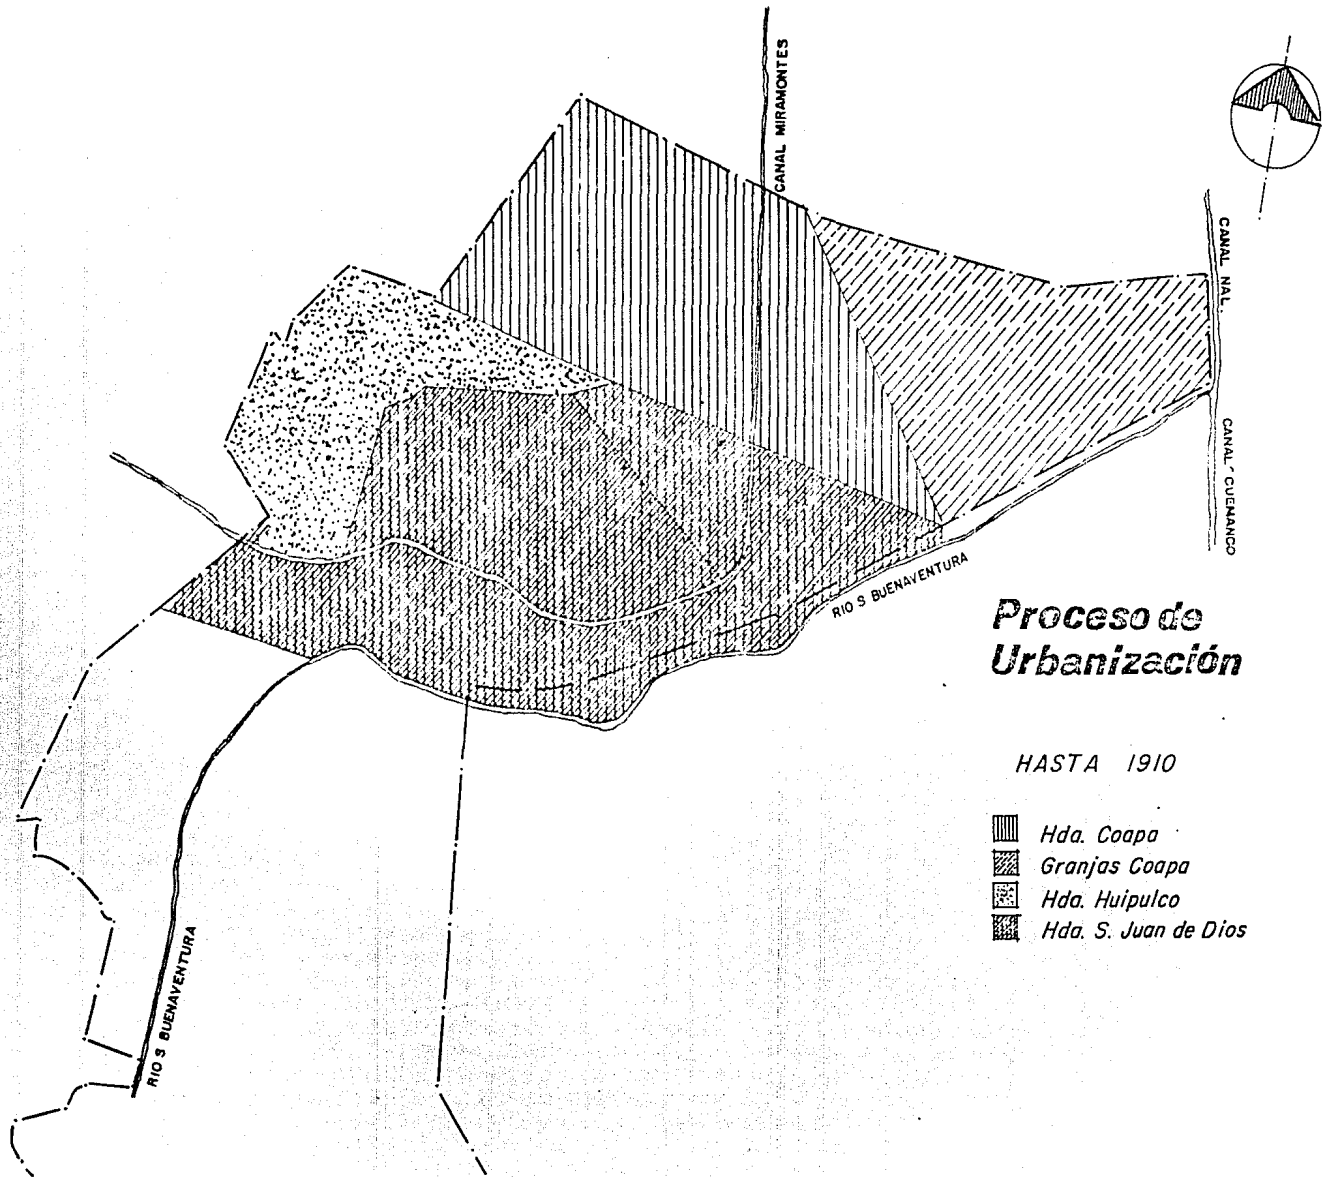 CANAL MIRAMONTES
CANAL NAL.
CANAL CUEMANCO
RIO S BUENAVENTURA
Proceso de
Urbanización
HASTA 1910
Hda. Coapa
Granjas Coapa
Hda. Huipulco
Hda. S. Juan de Dios
RIO S BUENAVENTURA